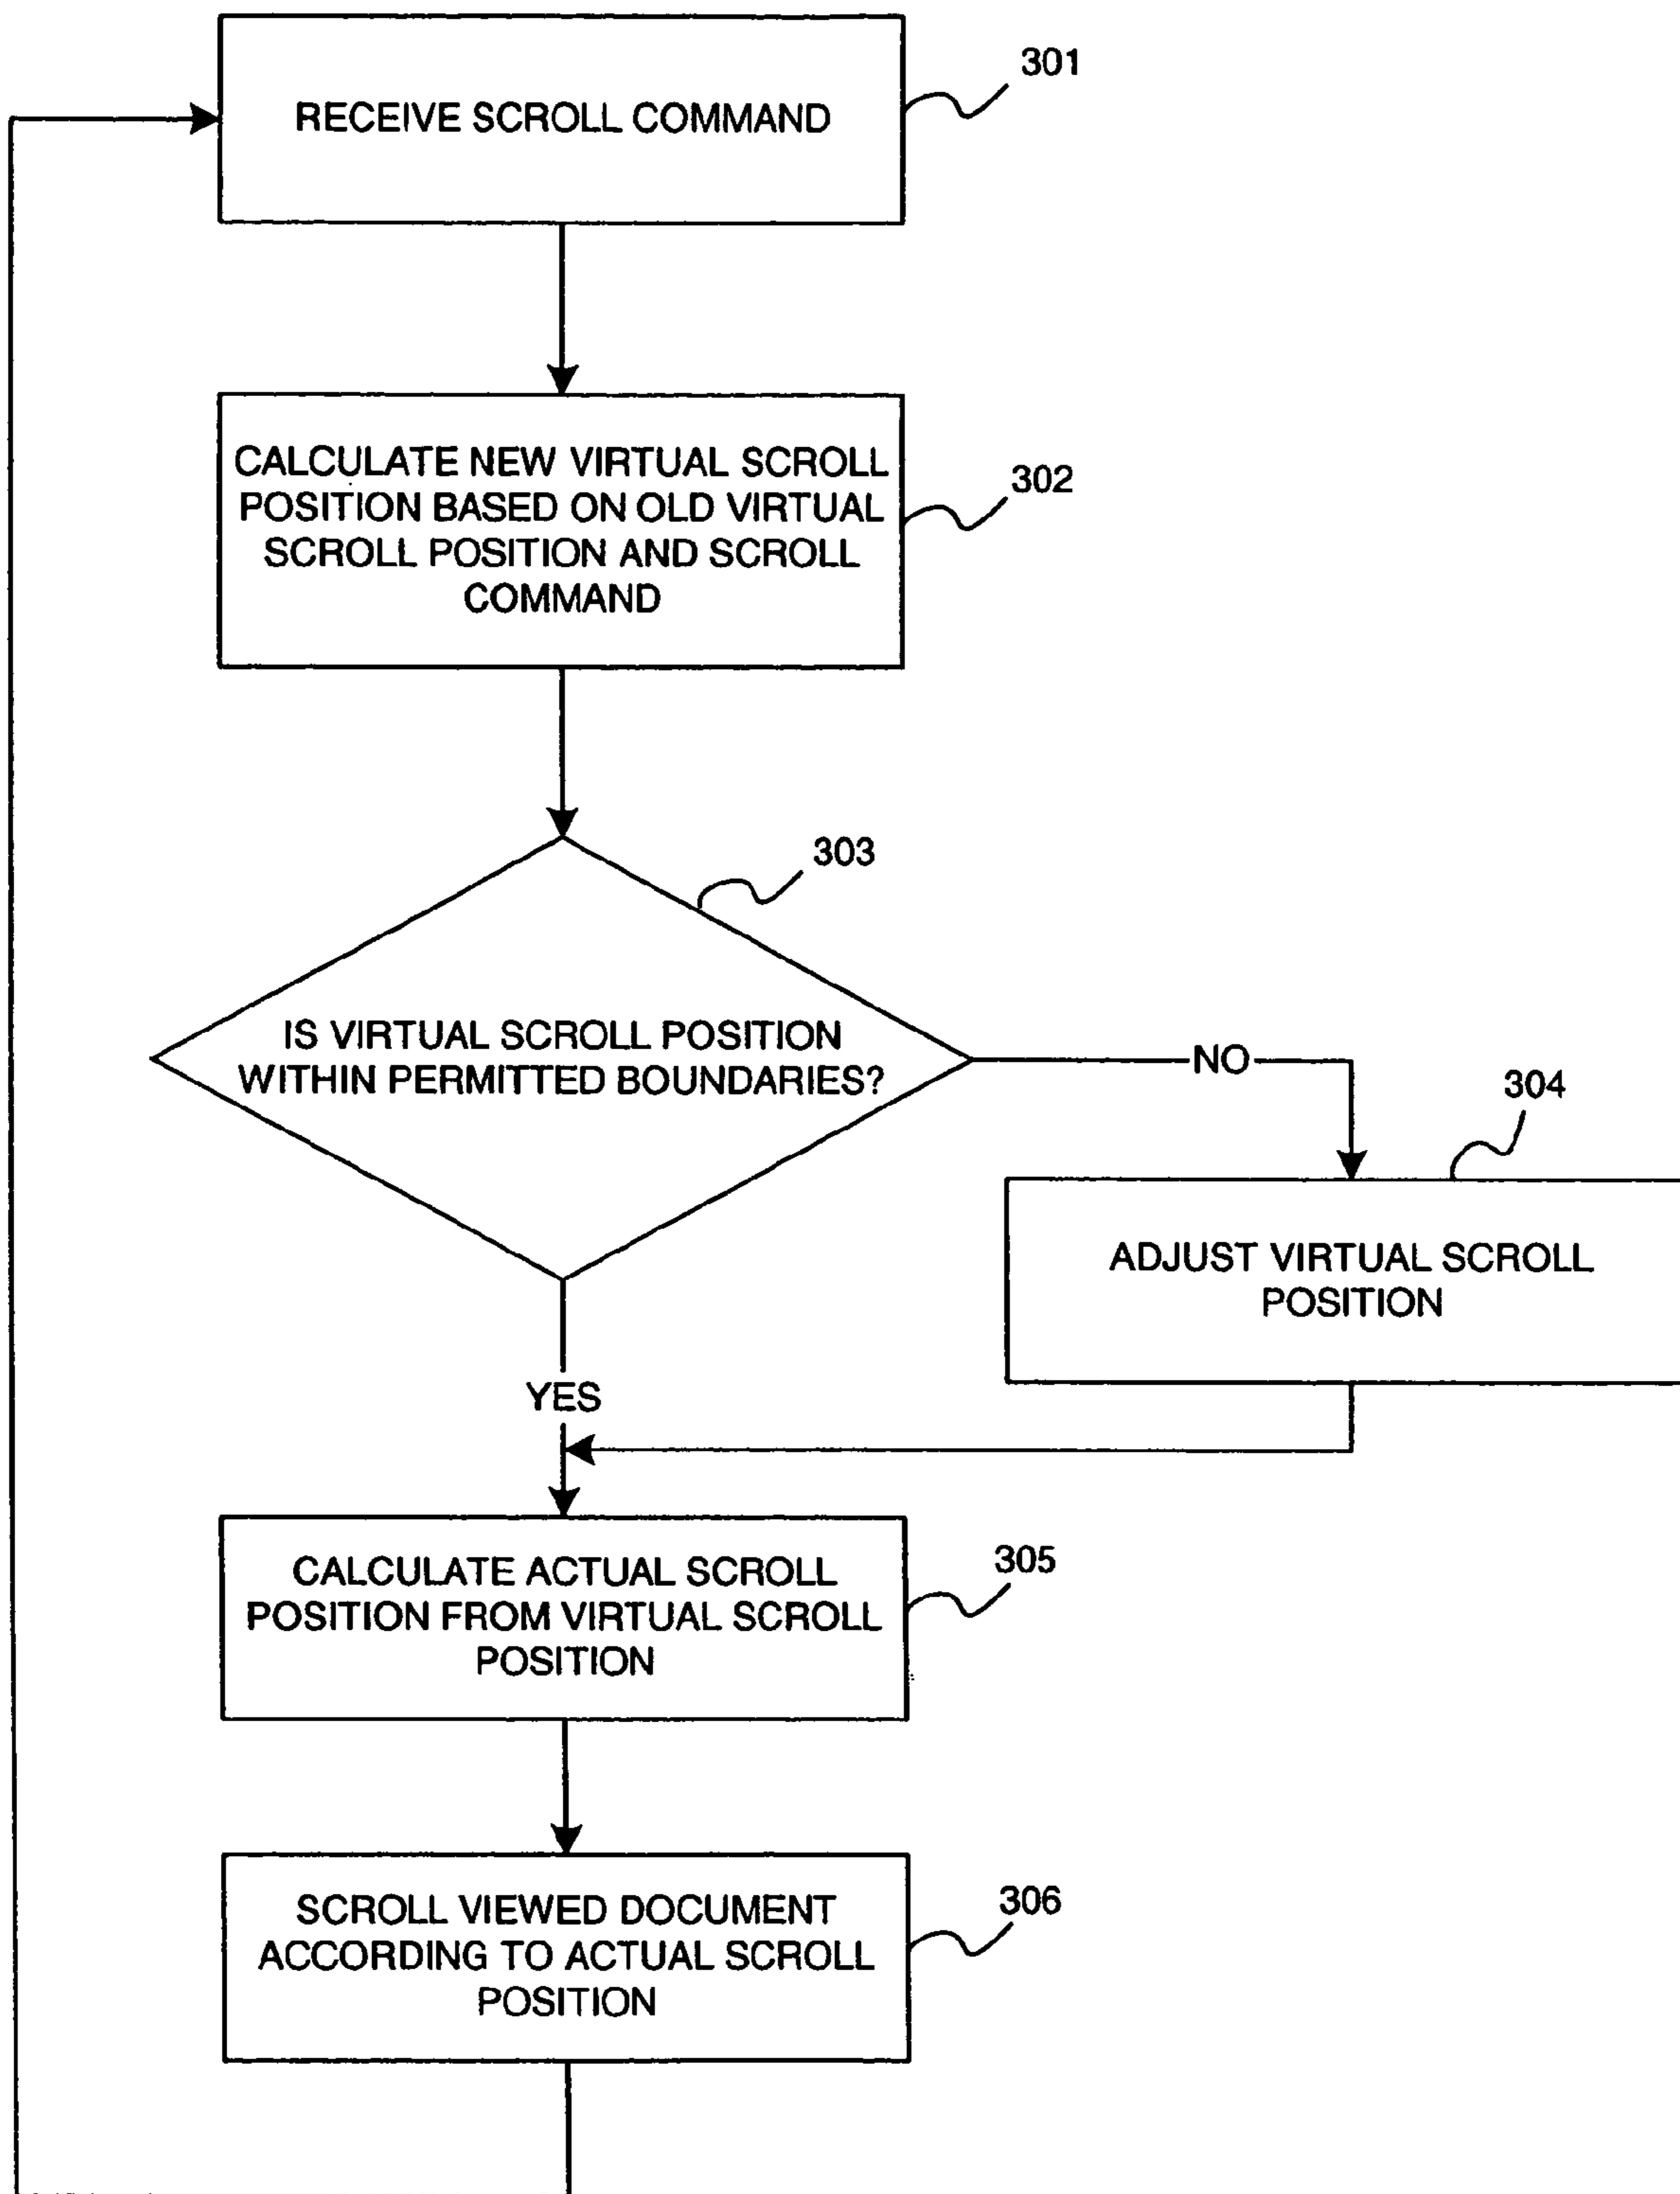 301
RECEIVE SCROLL COMMAND
CALCULATE NEW VIRTUAL SCROLL
POSITION BASED ON OLD VIRTUAL
SCROLL POSITION AND SCROLL
COMMAND
302
303
IS VIRTUAL SCROLL POSITION
WITHIN PERMITTED BOUNDARIES?
NO
304
ADJUST VIRTUAL SCROLL
POSITION
YES
CALCULATE ACTUAL SCROLL
POSITION FROM VIRTUAL SCROLL
POSITION
305
SCROLL VIEWED DOCUMENT
ACCORDING TO ACTUAL SCROLL
POSITION
306